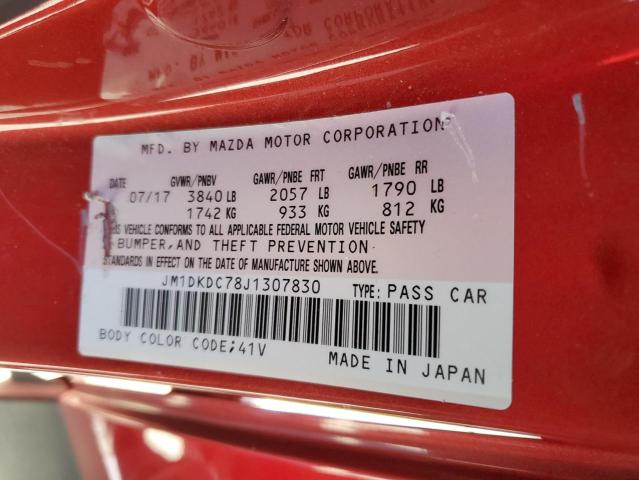 MFD. BY MAZDA MOTOR CORPORATION
DATE GVWR/PNBV GAWR/PNBE FRT GAWR/PNBE RR
07/17 3840 LB 2057 LB 1790 LB
1742 KG 933 KG 812 KG
VEHICLE CONFORMS TO ALL APPLICABLE FEDERAL MOTOR VEHICLE SAFETY
BUMPER, AND THEFT PREVENTION
STANDARDS IN EFFECT ON THE DATE OF MANUFACTURE SHOWN ABOVE.
JM1DKDC78J1307830 TYPE: PASS CAR
BODY COLOR CODE;41V
MADE IN JAPAN